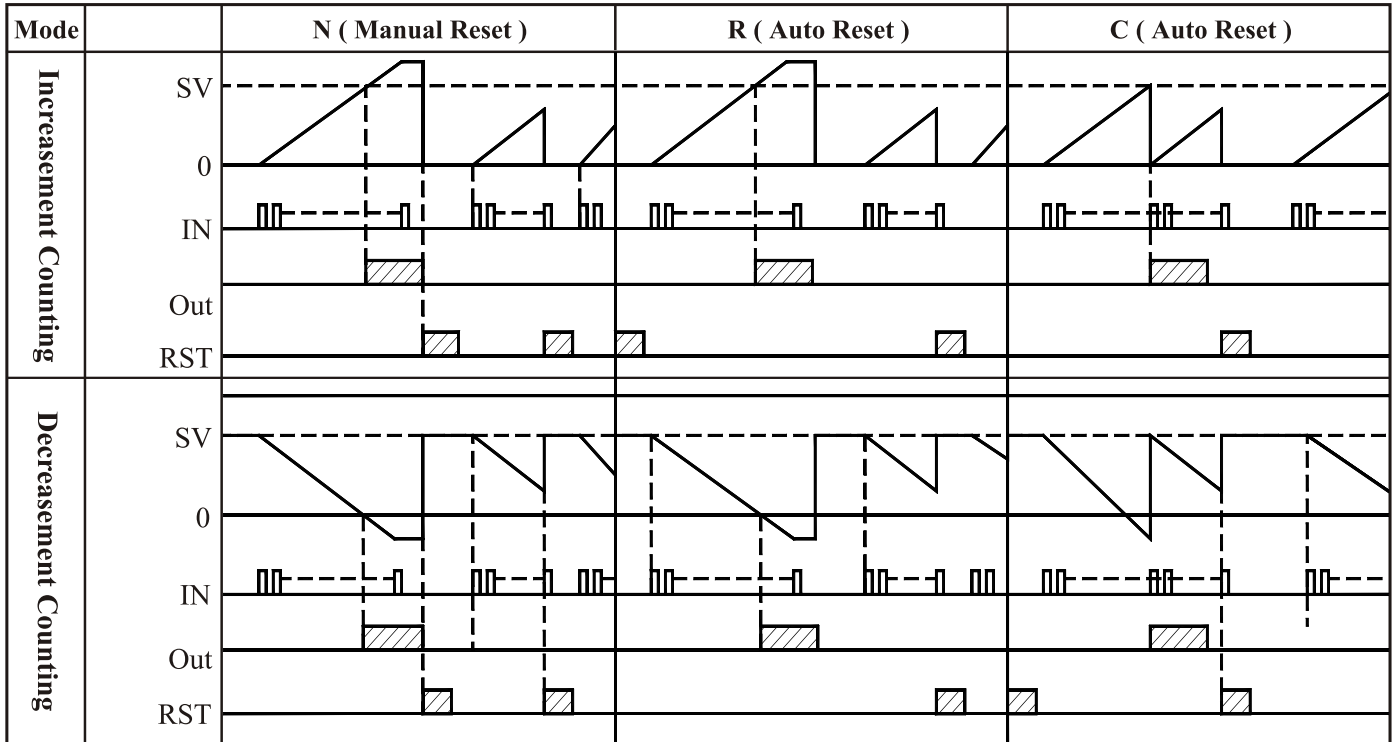 Mode N ( Manual Reset ) R ( Auto Reset ) C ( Auto Reset )
Increasement Counting
SV
0
IN
Out
RST
Decreasement Counting
SV
0
IN
Out
RST